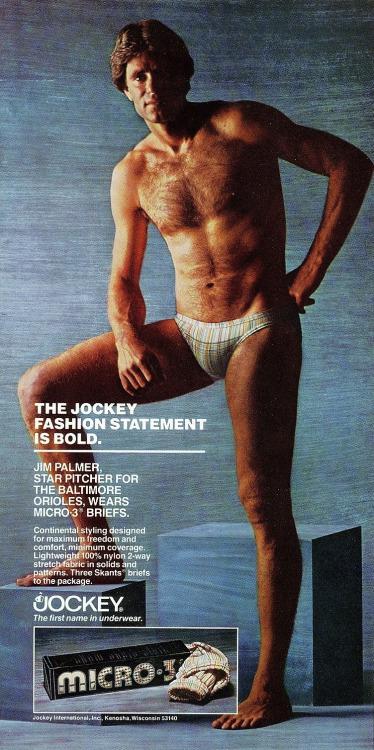 THE JOCKEY
FASHION STATEMENT
IS BOLD.
JIM PALMER,
STAR PITCHER FOR
THE BALTIMORE
ORIOLES, WEARS
MICRO·3® BRIEFS.
Continental styling designed
for maximum freedom and
comfort, minimum coverage.
Lightweight 100% nylon 2-way
stretch fabric in solids and
patterns. Three Skants™ briefs
to the package.
JOCKEY®
The first name in underwear.
MICRO·3
Jockey International, Inc., Kenosha, Wisconsin 53140